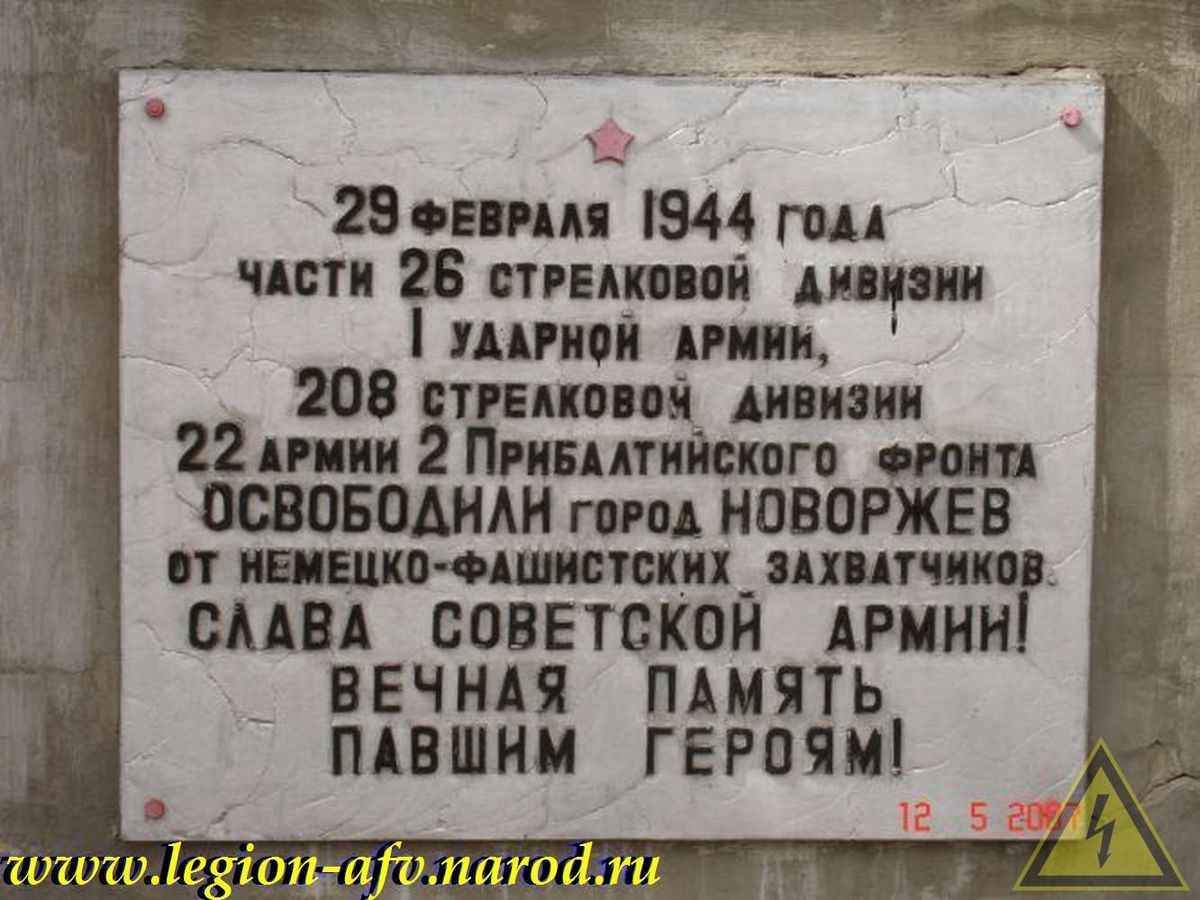 29 ФЕВРАЛЯ 1944 ГОДА
ЧАСТИ 26 СТРЕЛКОВОЙ ДИВИЗИИ
I УДАРНОЙ АРМИИ,
208 СТРЕЛКОВОЙ ДИВИЗИИ
22 АРМИИ 2 ПРИБАЛТИЙСКОГО ФРОНТА
ОСВОБОДИЛИ ГОРОД НОВОРЖЕВ
ОТ НЕМЕЦКО-ФАШИСТСКИХ ЗАХВАТЧИКОВ.
СЛАВА СОВЕТСКОЙ АРМИИ!
ВЕЧНАЯ ПАМЯТЬ
ПАВШИМ ГЕРОЯМ!
12 5 2007
www.legion-afv.narod.ru